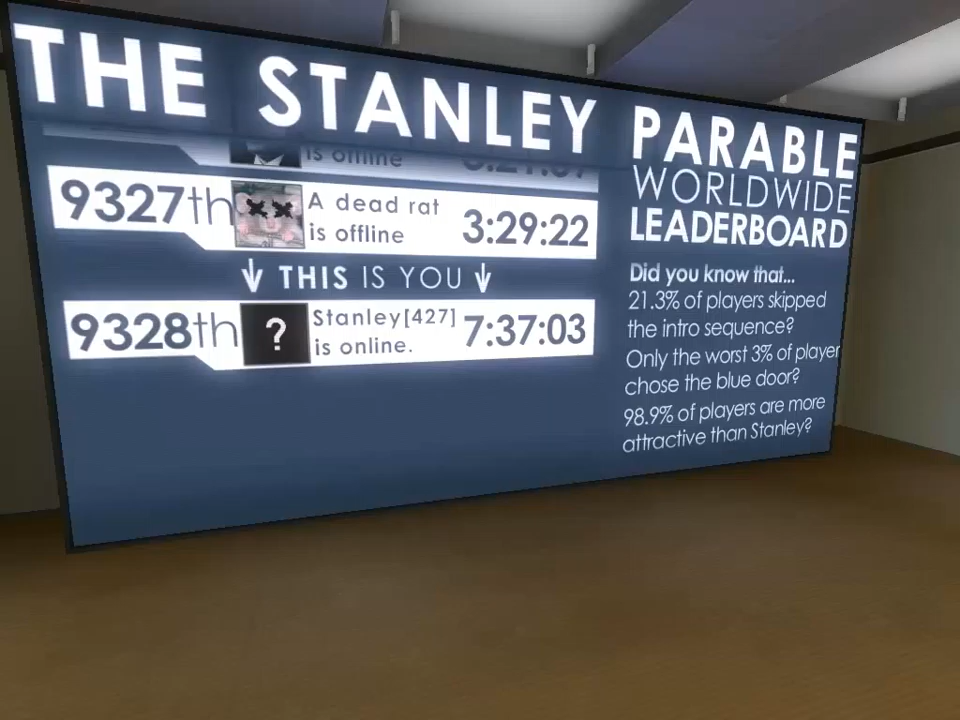 THE STANLEY PARABLE
WORLDWIDE
LEADERBOARD
is offline
9327th
A dead rat
is offline
3:29:22
THIS IS YOU
9328th
?
Stanley[427]
is online.
7:37:03
Did you know that...
21.3% of players skipped
the intro sequence?
Only the worst 3% of player
chose the blue door?
98.9% of players are more
attractive than Stanley?